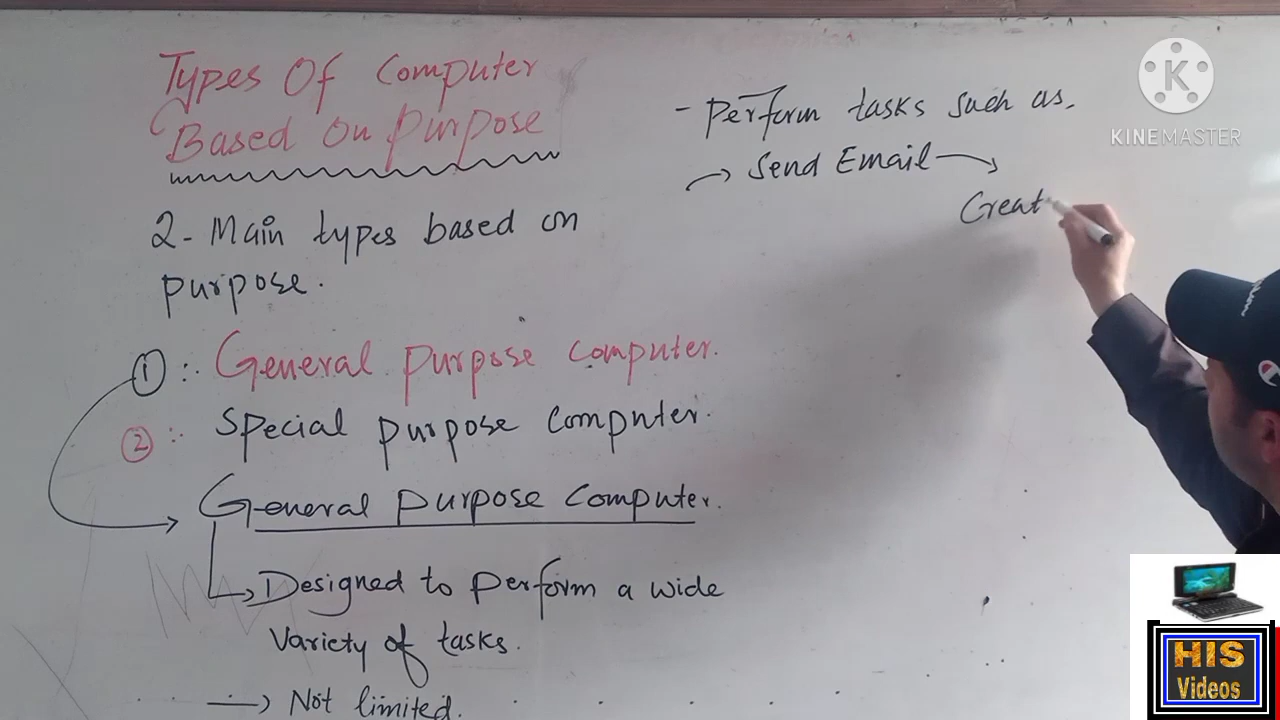 Types Of Computer
Based On purpose
2- Main types based on
purpose.
① ∴ General purpose computer.
② ∵ Special purpose computer.
General purpose computer.
Designed to perform a wide
Variety of tasks.
→ Not limited.
- perform tasks such as.
→ Send Email →
Creat
K
KINEMASTER
HIS
Videos